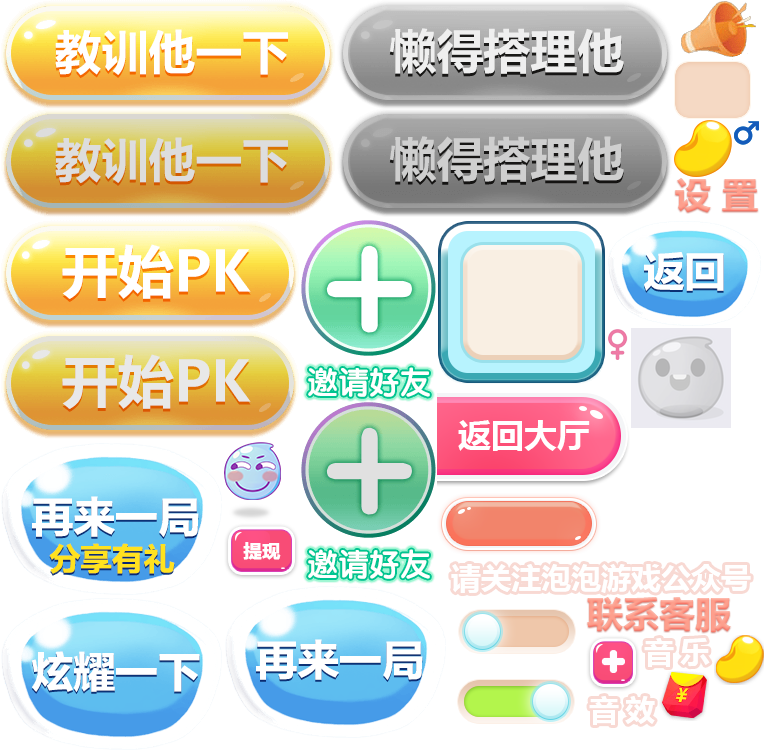 教训他一下
懒得搭理他
教训他一下
懒得搭理他
设置
开始PK
返回
邀请好友
开始PK
返回大厅
再来一局
分享有礼
提现
邀请好友
请关注泡泡游戏公众号
联系客服
炫耀一下
再来一局
音乐
¥
音效